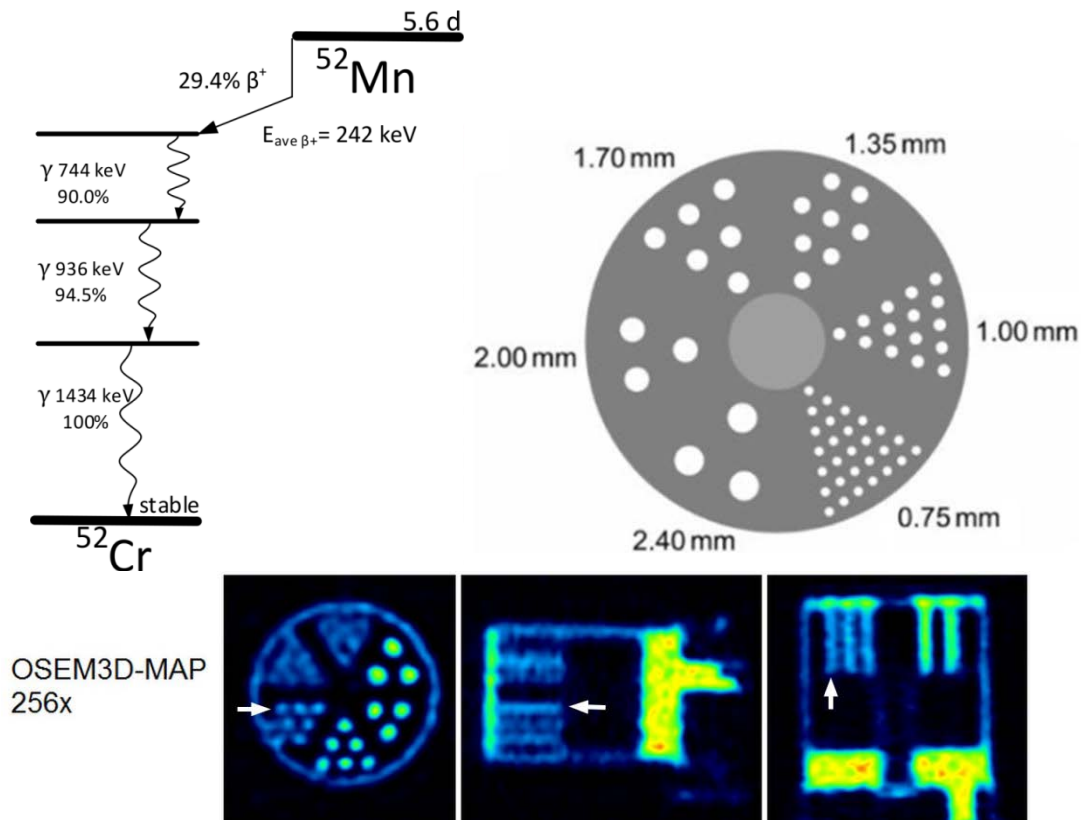 5.6 d
⁵²Mn
29.4% β⁺
E_ave β+ = 242 keV
γ 744 keV
90.0%
γ 936 keV
94.5%
γ 1434 keV
100%
stable
⁵²Cr
1.70 mm
1.35 mm
2.00 mm
1.00 mm
2.40 mm
0.75 mm
OSEM3D-MAP
256x